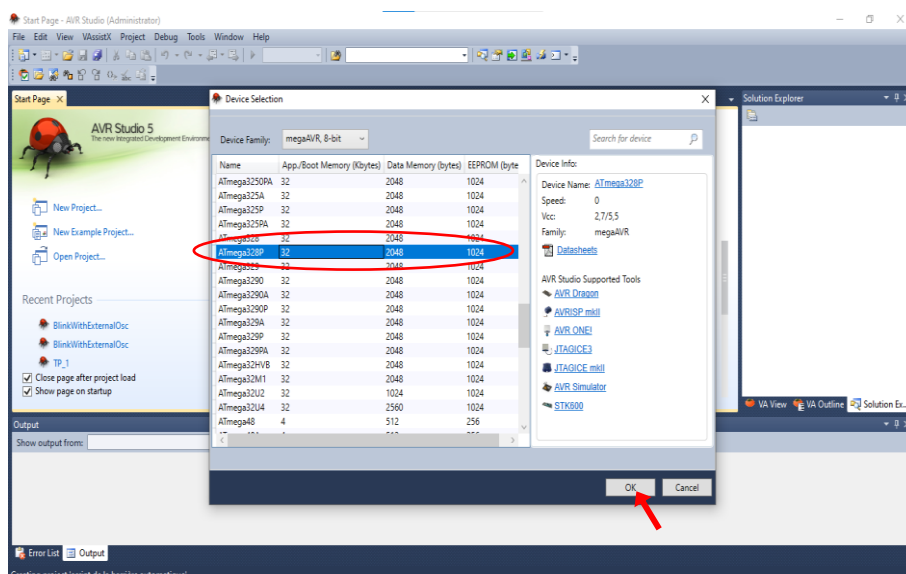 Start Page - AVR Studio (Administrator)
File Edit View VAssistX Project Debug Tools Window Help
Start Page
AVR Studio 5
The new Integrated Development Environme
New Project...
New Example Project...
Open Project...
Recent Projects
BlinkWithExternalOsc
BlinkWithExternalOsc
TP_1
Close page after project load
Show page on startup
Device Selection
Device Family: megaAVR, 8-bit
Search for device
Name App./Boot Memory (Kbytes) Data Memory (bytes) EEPROM (byte
ATmega3250PA 32 2048 1024
ATmega325A 32 2048 1024
ATmega325P 32 2048 1024
ATmega325PA 32 2048 1024
ATmega328 32 2048 1024
ATmega328P 32 2048 1024
ATmega329 32 2048 1024
ATmega3290 32 2048 1024
ATmega3290A 32 2048 1024
ATmega3290P 32 2048 1024
ATmega329A 32 2048 1024
ATmega329P 32 2048 1024
ATmega329PA 32 2048 1024
ATmega32HVB 32 2048 1024
ATmega32M1 32 2048 1024
ATmega32U2 32 1024 1024
ATmega32U4 32 2560 1024
ATmega48 4 512 256
Device Info:
Device Name: ATmega328P
Speed: 0
Vcc: 2,7/5,5
Family: megaAVR
Datasheets
AVR Studio Supported Tools
AVR Dragon
AVRISP mkII
AVR ONE!
JTAGICE3
JTAGICE mkII
AVR Simulator
STK600
OK Cancel
Solution Explorer
VA View VA Outline Solution Ex...
Output
Show output from:
Error List Output